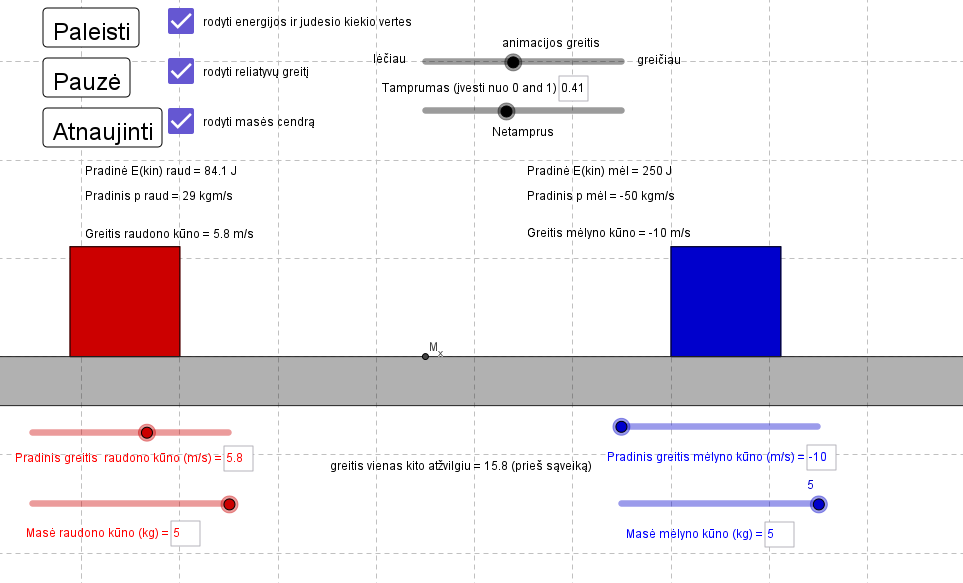 Paleisti
rodyti energijos ir judesio kiekio vertes
Pauzė
rodyti reliatyvų greitį
Atnaujinti
rodyti masės cendrą
animacijos greitis
lėčiau
greičiau
Tamprumas (įvesti nuo 0 and 1) 0.41
Netamprus
Pradinė E(kin) raud = 84.1 J
Pradinis p raud = 29 kgm/s
Greitis raudono kūno = 5.8 m/s
Pradinė E(kin) mėl = 250 J
Pradinis p mėl = -50 kgm/s
Greitis mėlyno kūno = -10 m/s
Mx
Pradinis greitis raudono kūno (m/s) = 5.8
Masė raudono kūno (kg) = 5
greitis vienas kito atžvilgiu = 15.8 (prieš sąveiką)
Pradinis greitis mėlyno kūno (m/s) = -10
5
Masė mėlyno kūno (kg) = 5